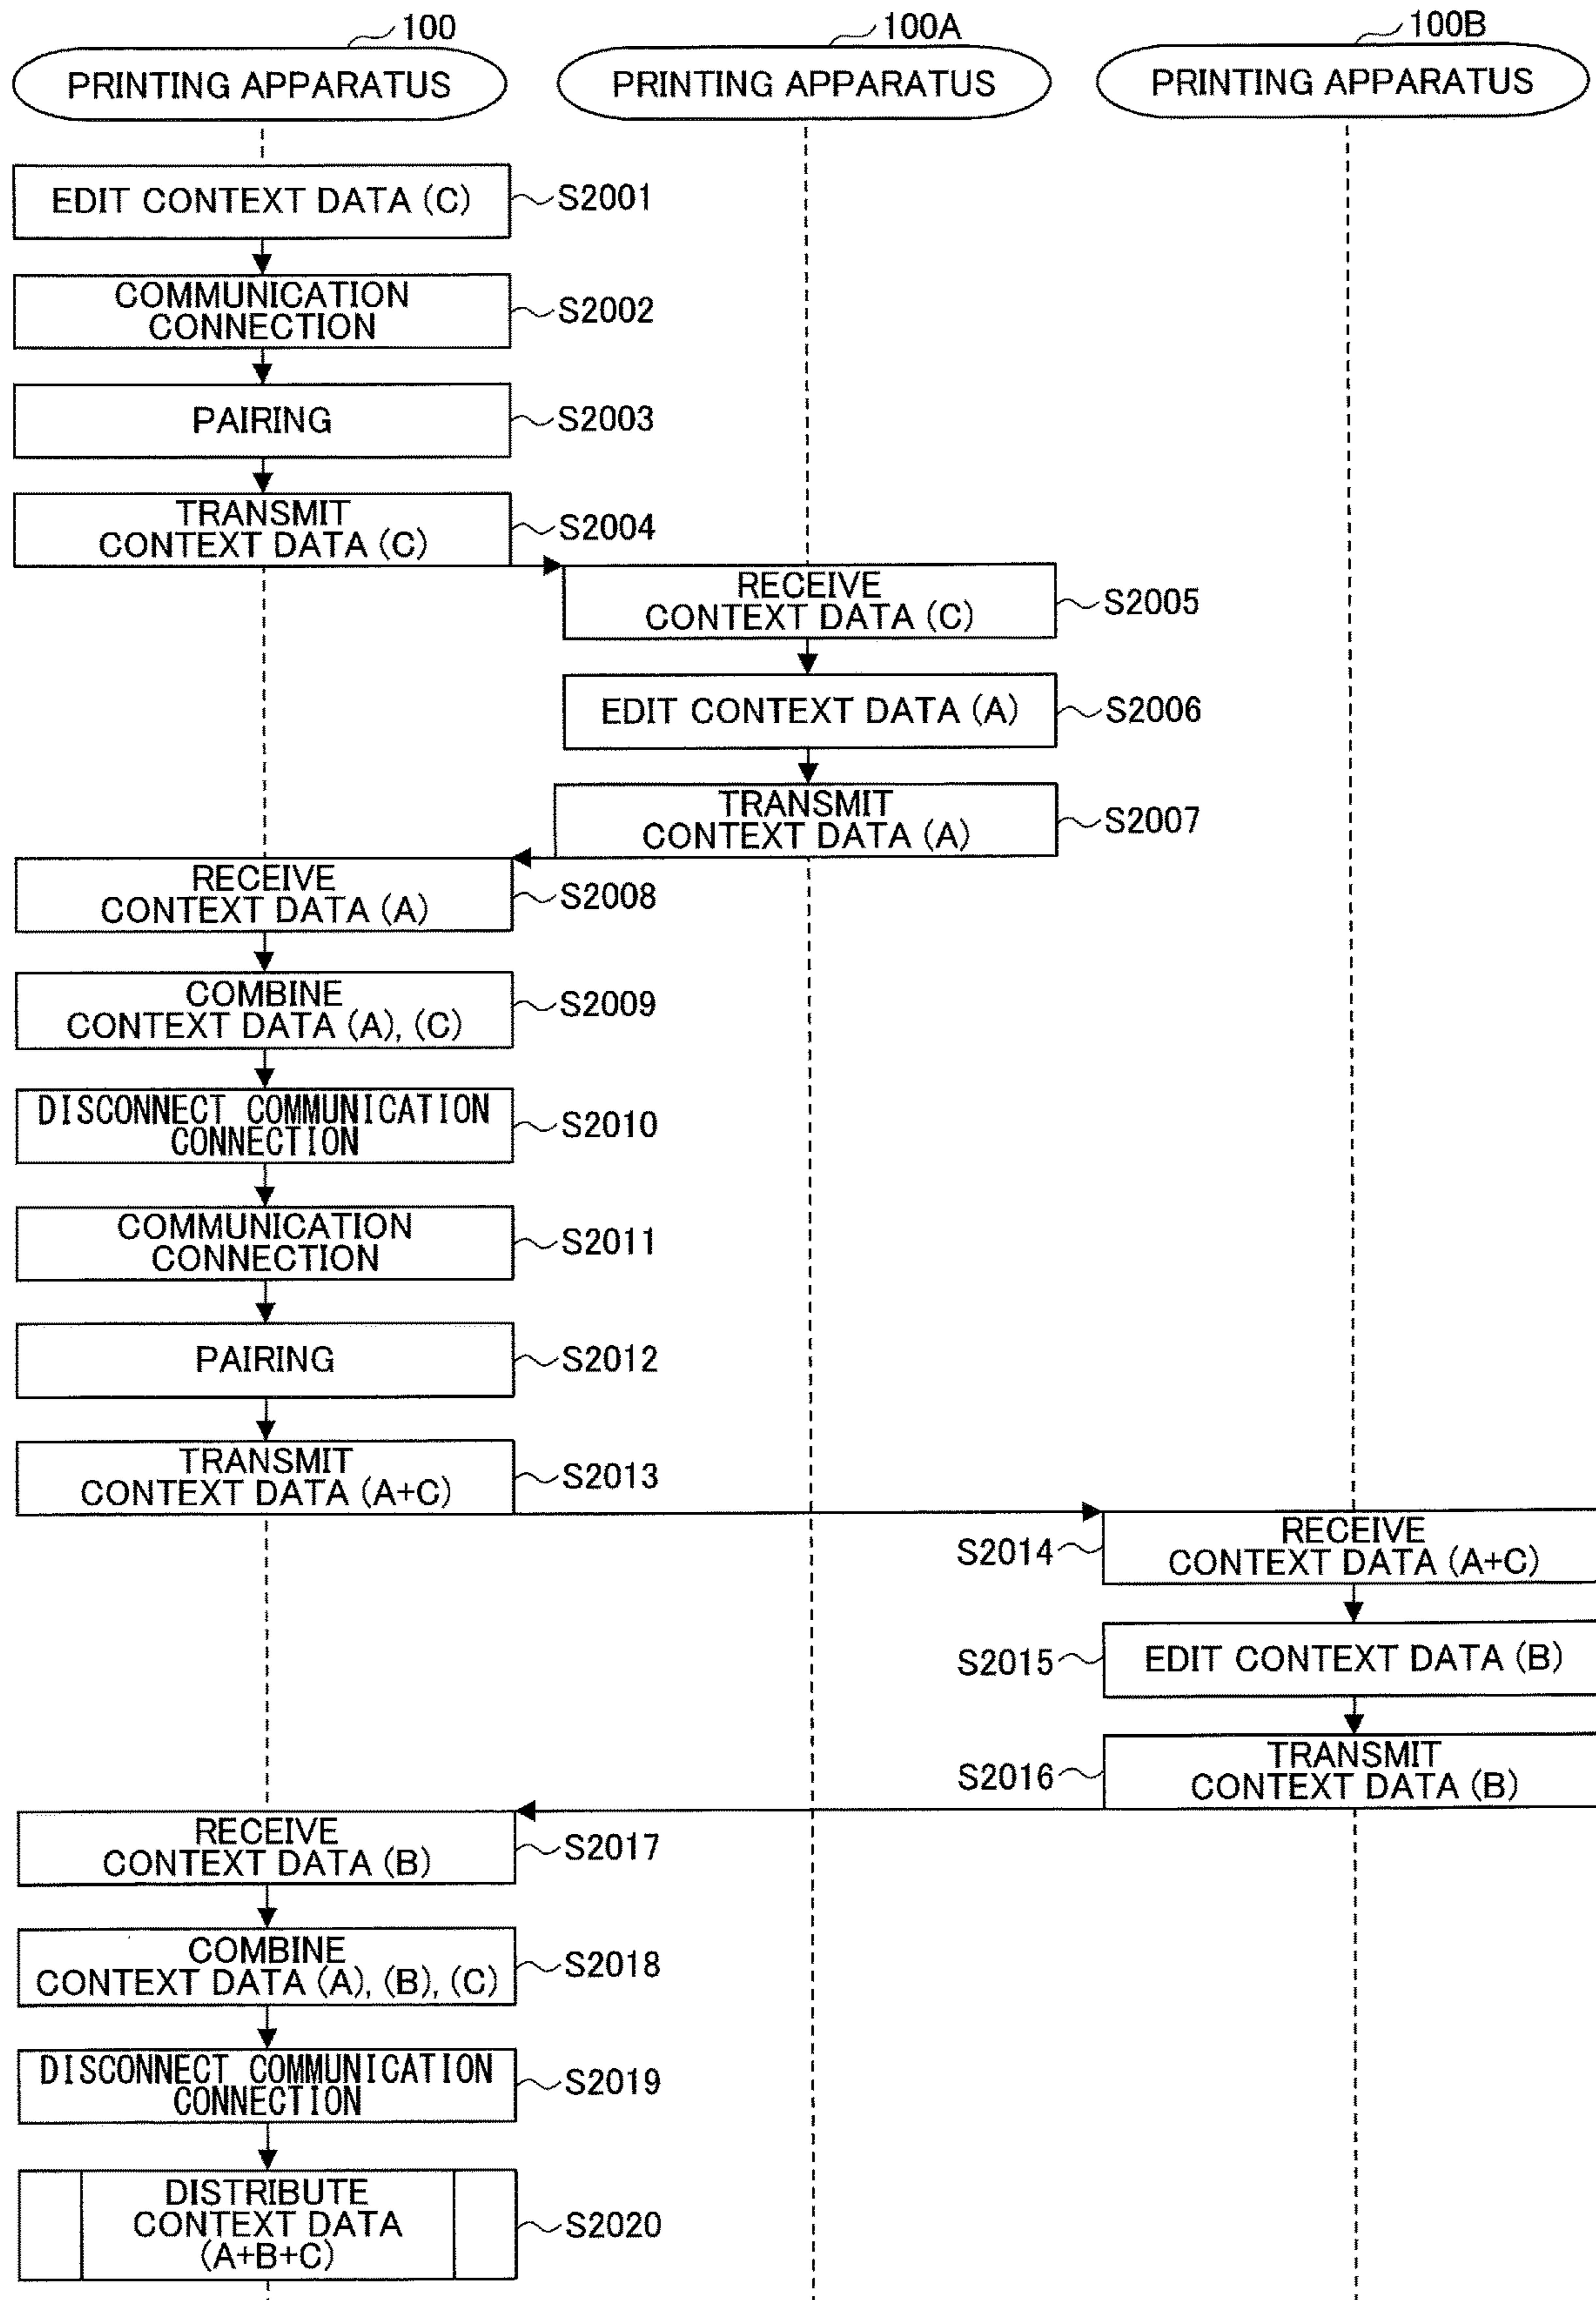 100
100A
100B
PRINTING APPARATUS
PRINTING APPARATUS
PRINTING APPARATUS
EDIT CONTEXT DATA (C)
S2001
COMMUNICATION
CONNECTION
S2002
PAIRING
S2003
TRANSMIT
CONTEXT DATA (C)
S2004
RECEIVE
CONTEXT DATA (C)
S2005
EDIT CONTEXT DATA (A)
S2006
TRANSMIT
CONTEXT DATA (A)
S2007
RECEIVE
CONTEXT DATA (A)
S2008
COMBINE
CONTEXT DATA (A), (C)
S2009
DISCONNECT COMMUNICATION
CONNECTION
S2010
COMMUNICATION
CONNECTION
S2011
PAIRING
S2012
TRANSMIT
CONTEXT DATA (A+C)
S2013
S2014
RECEIVE
CONTEXT DATA (A+C)
S2015
EDIT CONTEXT DATA (B)
S2016
TRANSMIT
CONTEXT DATA (B)
RECEIVE
CONTEXT DATA (B)
S2017
COMBINE
CONTEXT DATA (A), (B), (C)
S2018
DISCONNECT COMMUNICATION
CONNECTION
S2019
DISTRIBUTE
CONTEXT DATA
(A+B+C)
S2020